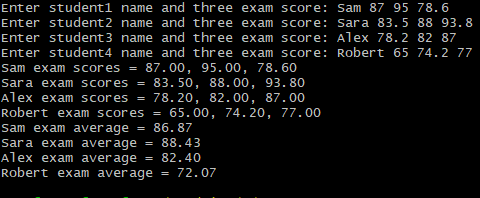 Enter student1 name and three exam score: Sam 87 95 78.6
Enter student2 name and three exam score: Sara 83.5 88 93.8
Enter student3 name and three exam score: Alex 78.2 82 87
Enter student4 name and three exam score: Robert 65 74.2 77
Sam exam scores = 87.00, 95.00, 78.60
Sara exam scores = 83.50, 88.00, 93.80
Alex exam scores = 78.20, 82.00, 87.00
Robert exam scores = 65.00, 74.20, 77.00
Sam exam average = 86.87
Sara exam average = 88.43
Alex exam average = 82.40
Robert exam average = 72.07